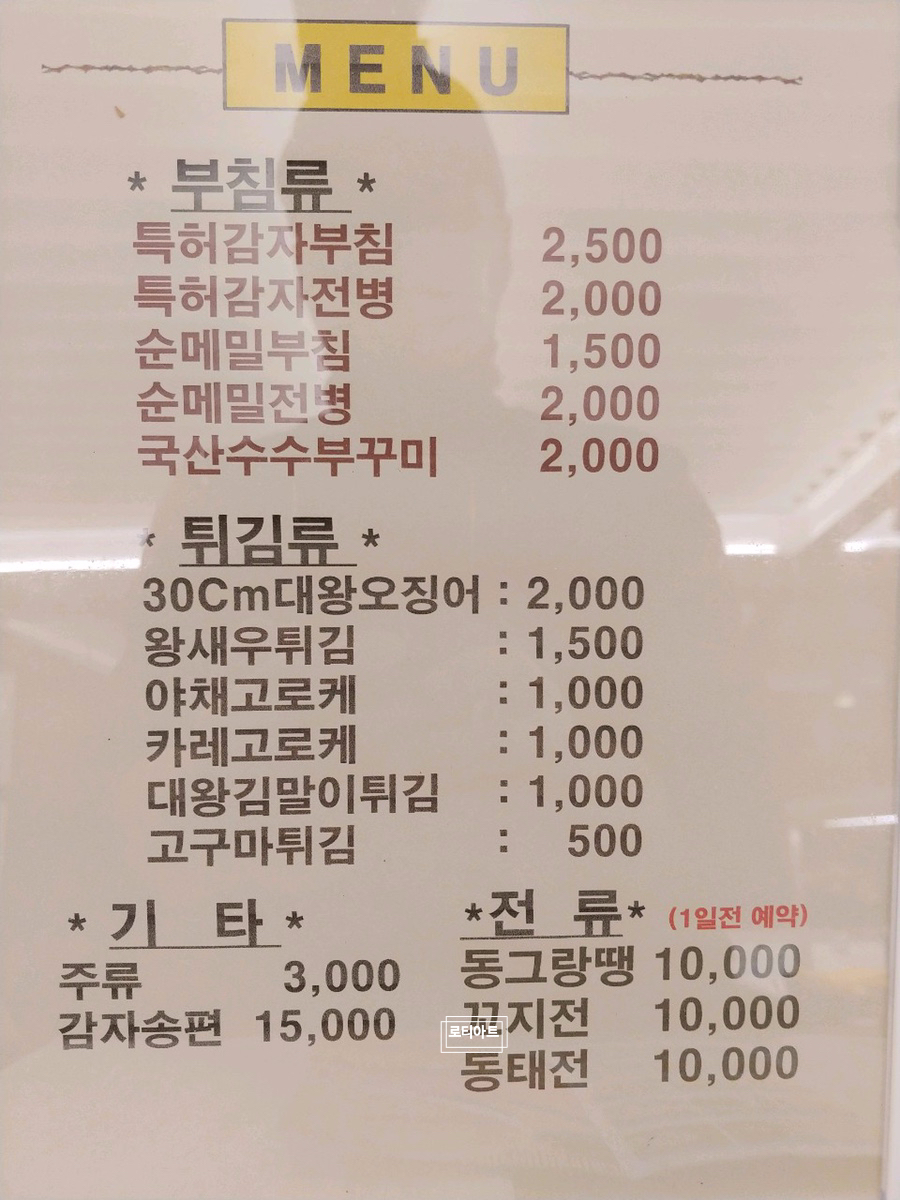 MENU
* 부침류 *
특허감자부침 2,500
특허감자전병 2,000
순메밀부침 1,500
순메밀전병 2,000
국산수수부꾸미 2,000
* 튀김류 *
30Cm대왕오징어 : 2,000
왕새우튀김 : 1,500
야채고로케 : 1,000
카레고로케 : 1,000
대왕김말이튀김 : 1,000
고구마튀김 : 500
* 기 타 *
주류 3,000
감자송편 15,000
*전 류* (1일전 예약)
동그랑땡 10,000
꼬지전 10,000
로티아트
동태전 10,000